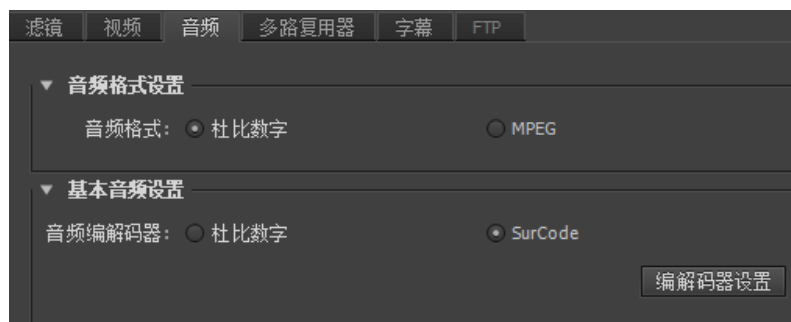 滤镜 视频 音频 多路复用器 字幕 FTP
音频格式设置
音频格式: 杜比数字 MPEG
基本音频设置
音频编解码器: 杜比数字 SurCode
编解码器设置